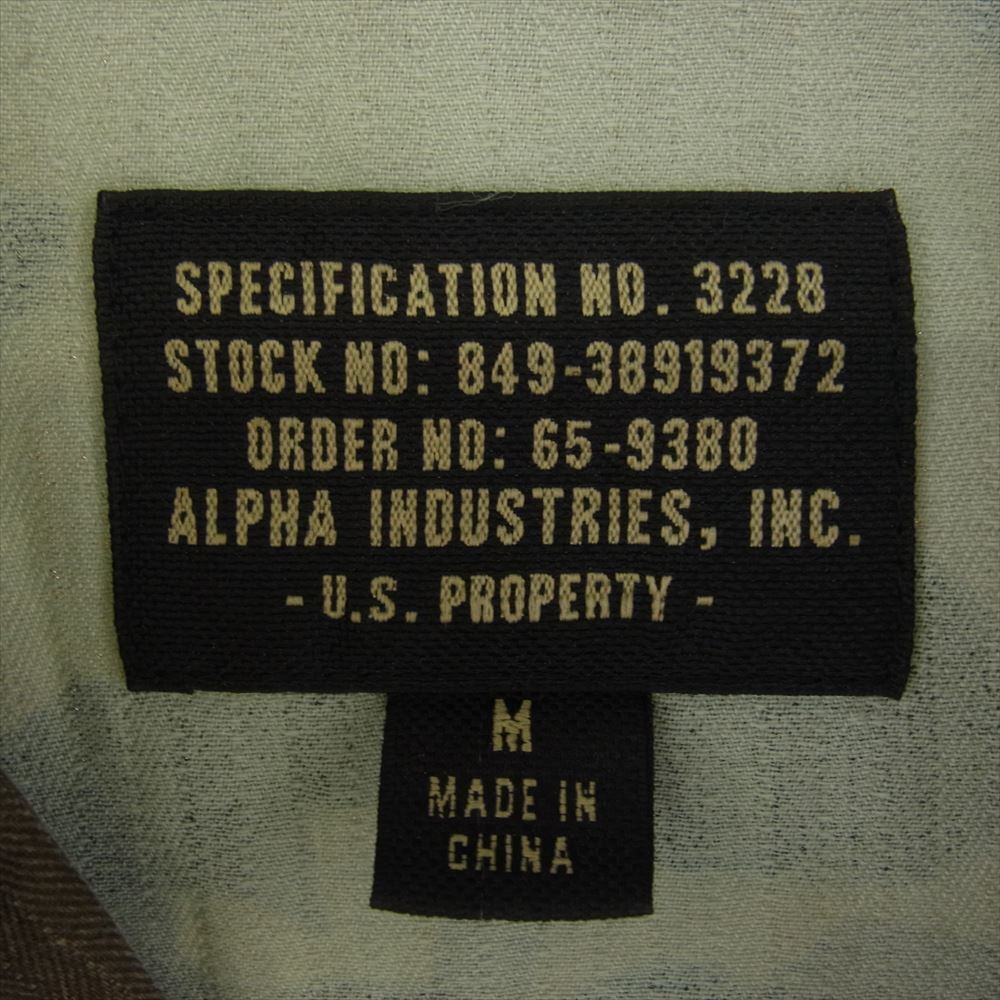 SPECIFICATION NO. 3228
STOCK NO: 849-38919372
ORDER NO: 65-9380
ALPHA INDUSTRIES, INC.
- U.S. PROPERTY -
M
MADE IN
CHINA